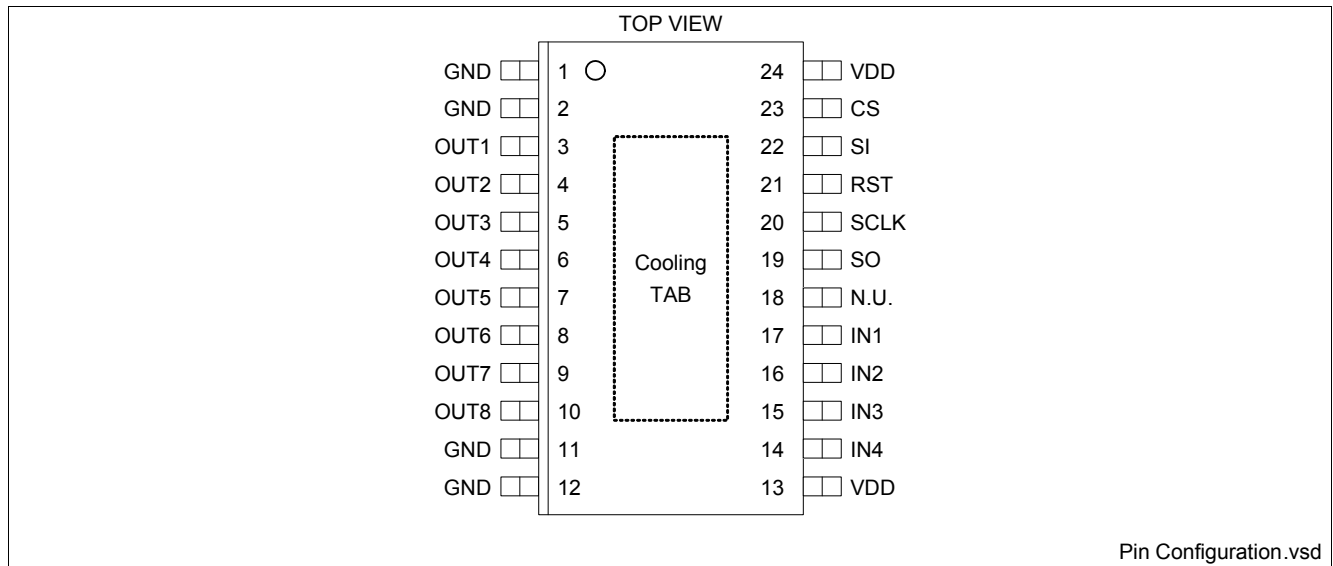 TOP VIEW
GND 1 24 VDD
GND 2 23 CS
OUT1 3 22 SI
OUT2 4 21 RST
OUT3 5 20 SCLK
OUT4 6 Cooling 19 SO
OUT5 7 TAB 18 N.U.
OUT6 8 17 IN1
OUT7 9 16 IN2
OUT8 10 15 IN3
GND 11 14 IN4
GND 12 13 VDD
Pin Configuration.vsd